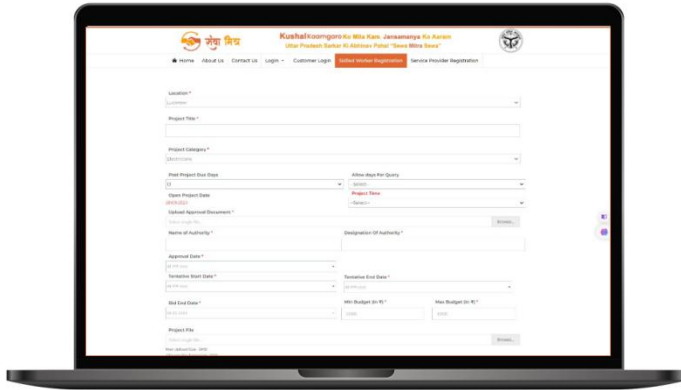 सेवा मित्र
Kushal Kaamgaro Ko Mila Kam, Jansamanya Ko Aaram
Uttar Pradesh Sarkar Ki Abhinav Pahal "Sewa Mitra Sewa"
Home About Us Contact Us Login Customer Login Skilled Worker Registration Service Provider Registration
Location *
Lucknow
Project Title *
Project Category *
Post Project Due Days
Allow days For Query
-Select-
Open Project Date
Project Time
-Select-
Upload Approval Document *
Browse...
Name of Authority *
Designation Of Authority *
Approval Date *
Tentative Start Date *
Tentative End Date *
Bid End Date *
Min Budget (in ₹) *
Max Budget (in ₹) *
Project File
Browse...